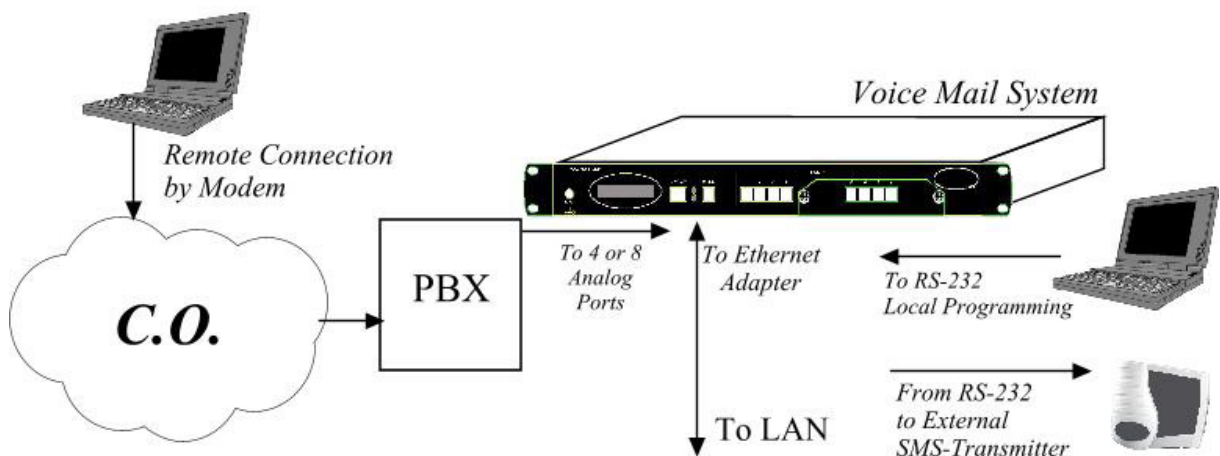 Voice Mail System
Remote Connection
by Modem
C.O.
PBX
To 4 or 8
Analog
Ports
To Ethernet
Adapter
To RS-232
Local Programming
To LAN
From RS-232
to External
SMS-Transmitter